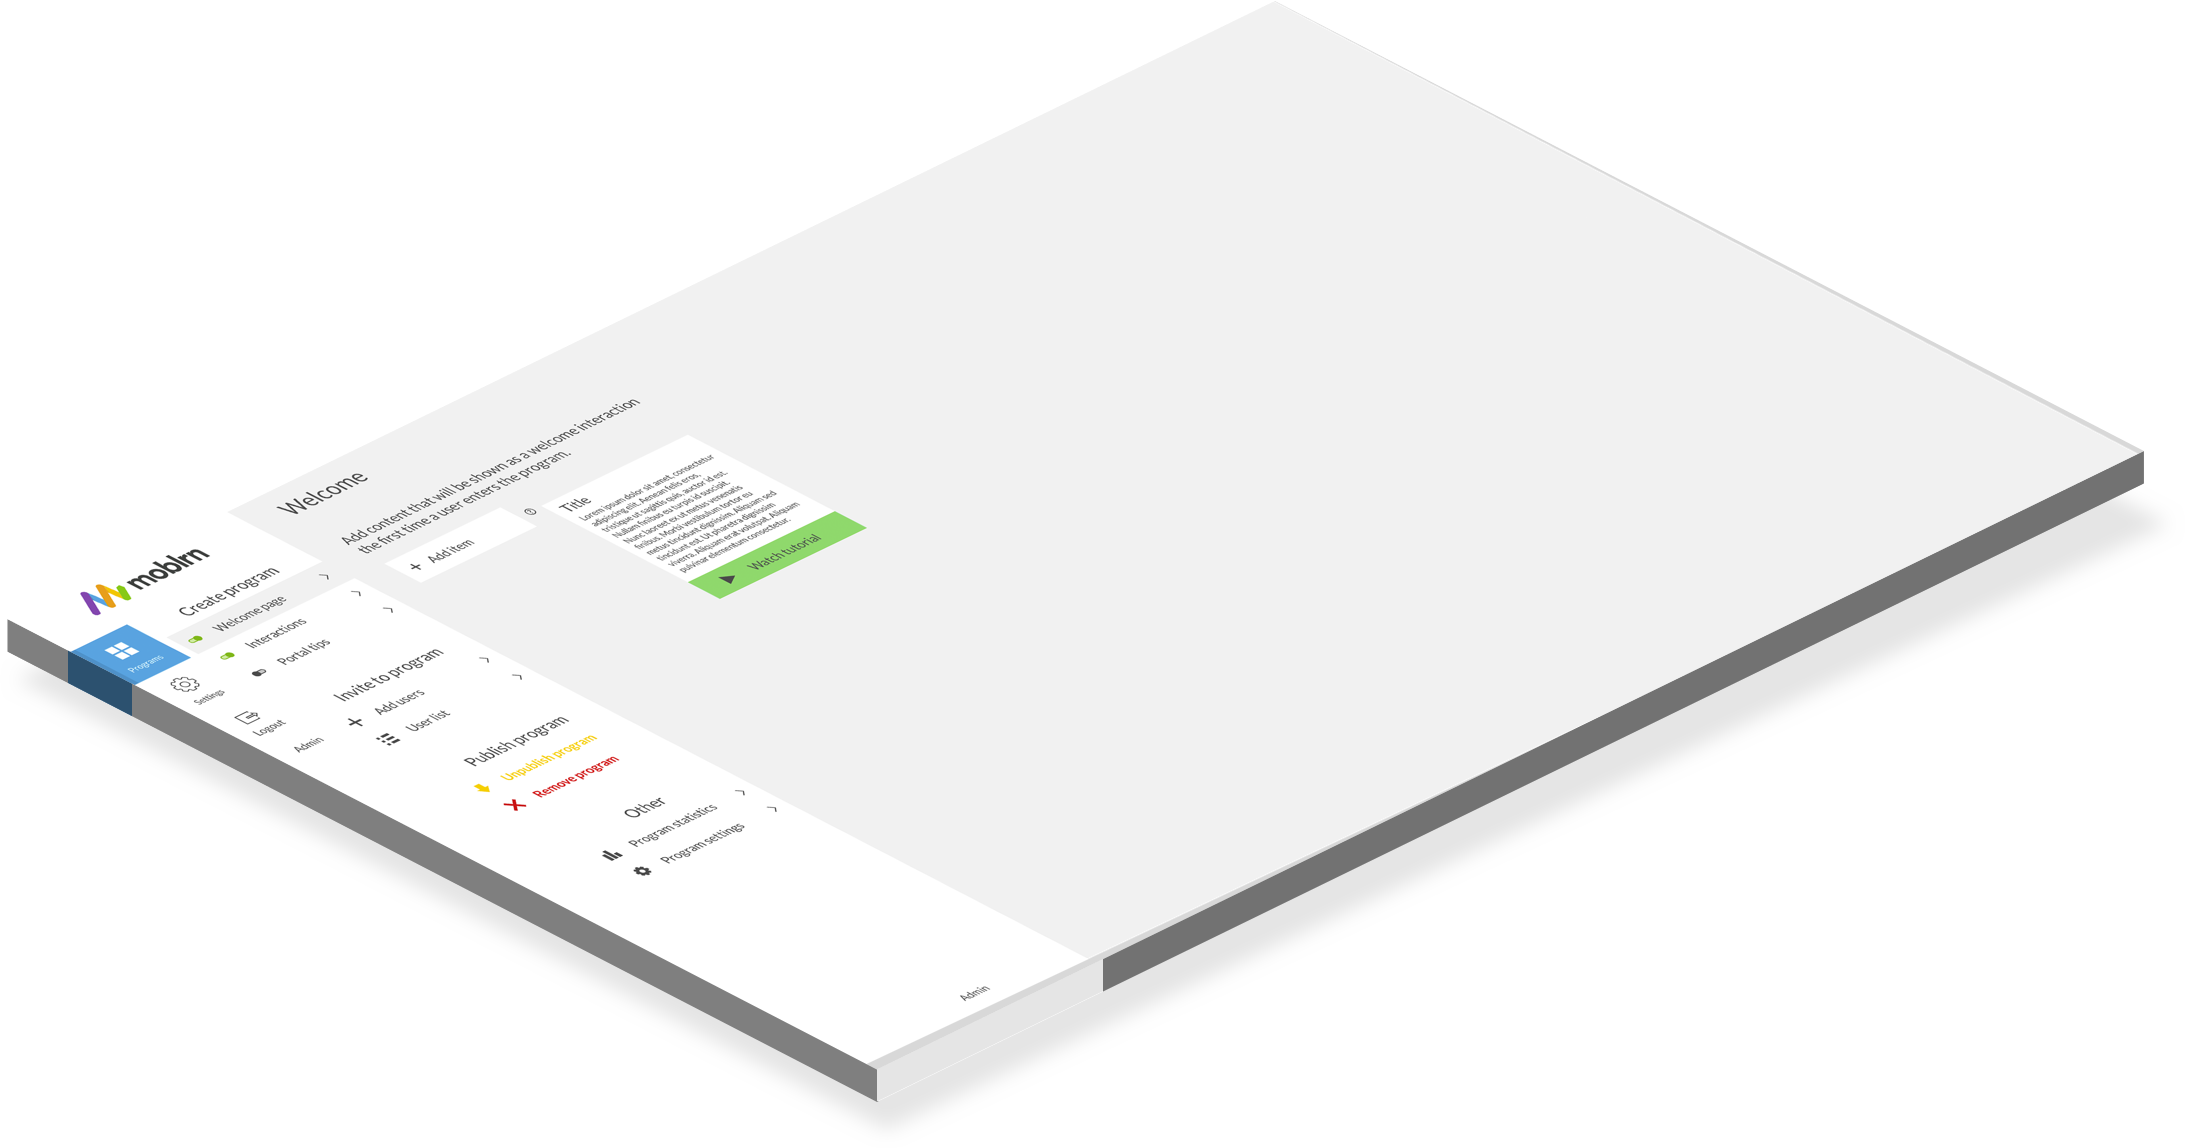 moblrn
Programs
Settings
Logout
Admin
Create program
Welcome page
Interactions
Portal tips
Invite to program
Add users
User list
Publish program
Unpublish program
Remove program
Other
Program statistics
Program settings
Admin
Welcome
Add content that will be shown as a welcome interaction
the first time a user enters the program.
+ Add item
?
Title
Lorem ipsum dolor sit amet, consectetur
adipiscing elit. Aenean felis eros,
tristique ut sagittis quis, auctor id est.
Nullam finibus eu turpis id suscipit.
Nunc laoreet ex ut metus venenatis
finibus. Morbi vestibulum tortor eu
metus tincidunt dignissim. Aliquam sed
tincidunt est. Ut pharetra dignissim
viverra. Aliquam erat volutpat. Aliquam
pulvinar elementum consectetur.
Watch tutorial